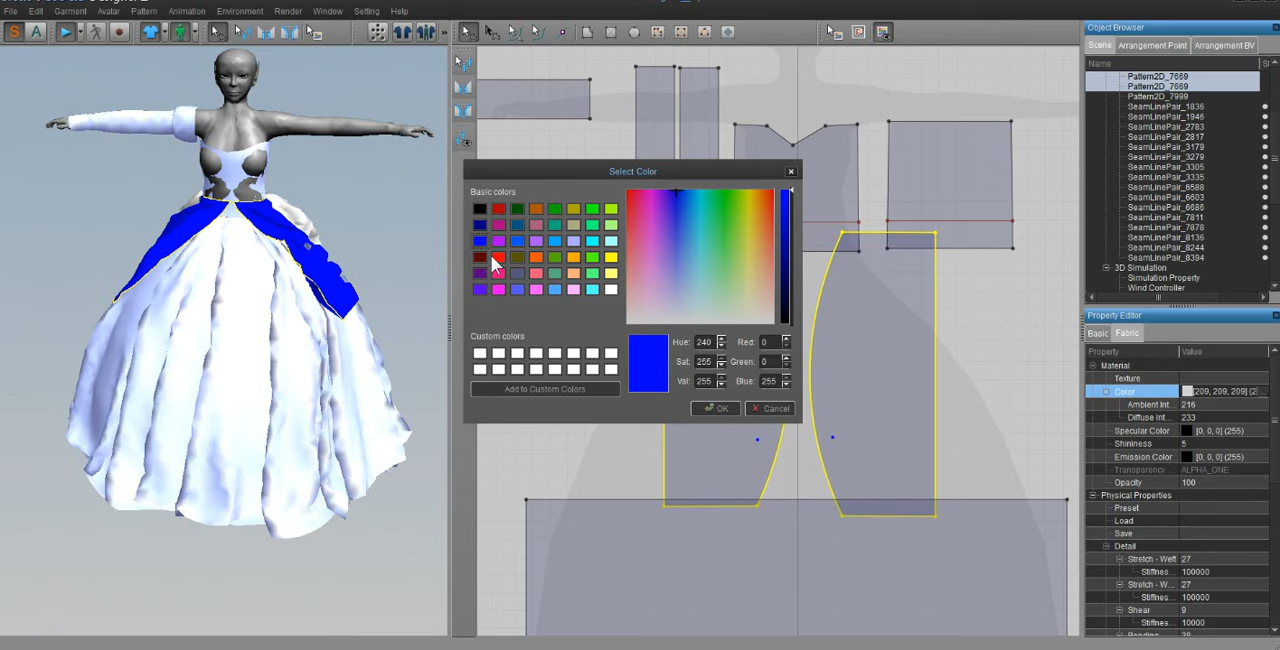 File Edit Garment Avatar Pattern Animation Environment Render Window Setting Help
S A
Object Browser
Scene Arrangement Point Arrangement BV
Name
Pattern2D_7669
Pattern2D_7669
Pattern2D_7999
SeamLinePair_1836
SeamLinePair_1946
SeamLinePair_2783
SeamLinePair_2817
SeamLinePair_3179
SeamLinePair_3279
SeamLinePair_3305
SeamLinePair_3335
SeamLinePair_6588
SeamLinePair_6603
SeamLinePair_6686
SeamLinePair_7811
SeamLinePair_7878
SeamLinePair_8136
SeamLinePair_8244
SeamLinePair_8394
3D Simulation
Simulation Property
Wind Controller
Select Color
Basic colors
Custom colors
Add to Custom Colors
Hue: 240 Red: 0
Sat: 255 Green: 0
Val: 255 Blue: 255
OK Cancel
Property Editor
Basic Fabric
Property Value
Material
Texture
Color [209, 209, 209] (2...
Ambient Int... 216
Diffuse Int... 233
Specular Color [0, 0, 0] (255)
Shininess 5
Emission Color [0, 0, 0] (255)
Transparency ALPHA_ONE
Opacity 100
Physical Properties
Preset
Load
Save
Detail
Stretch - Weft 27
Stiffnes... 100000
Stretch - W... 27
Stiffnes... 100000
Shear 9
Stiffnes... 10000